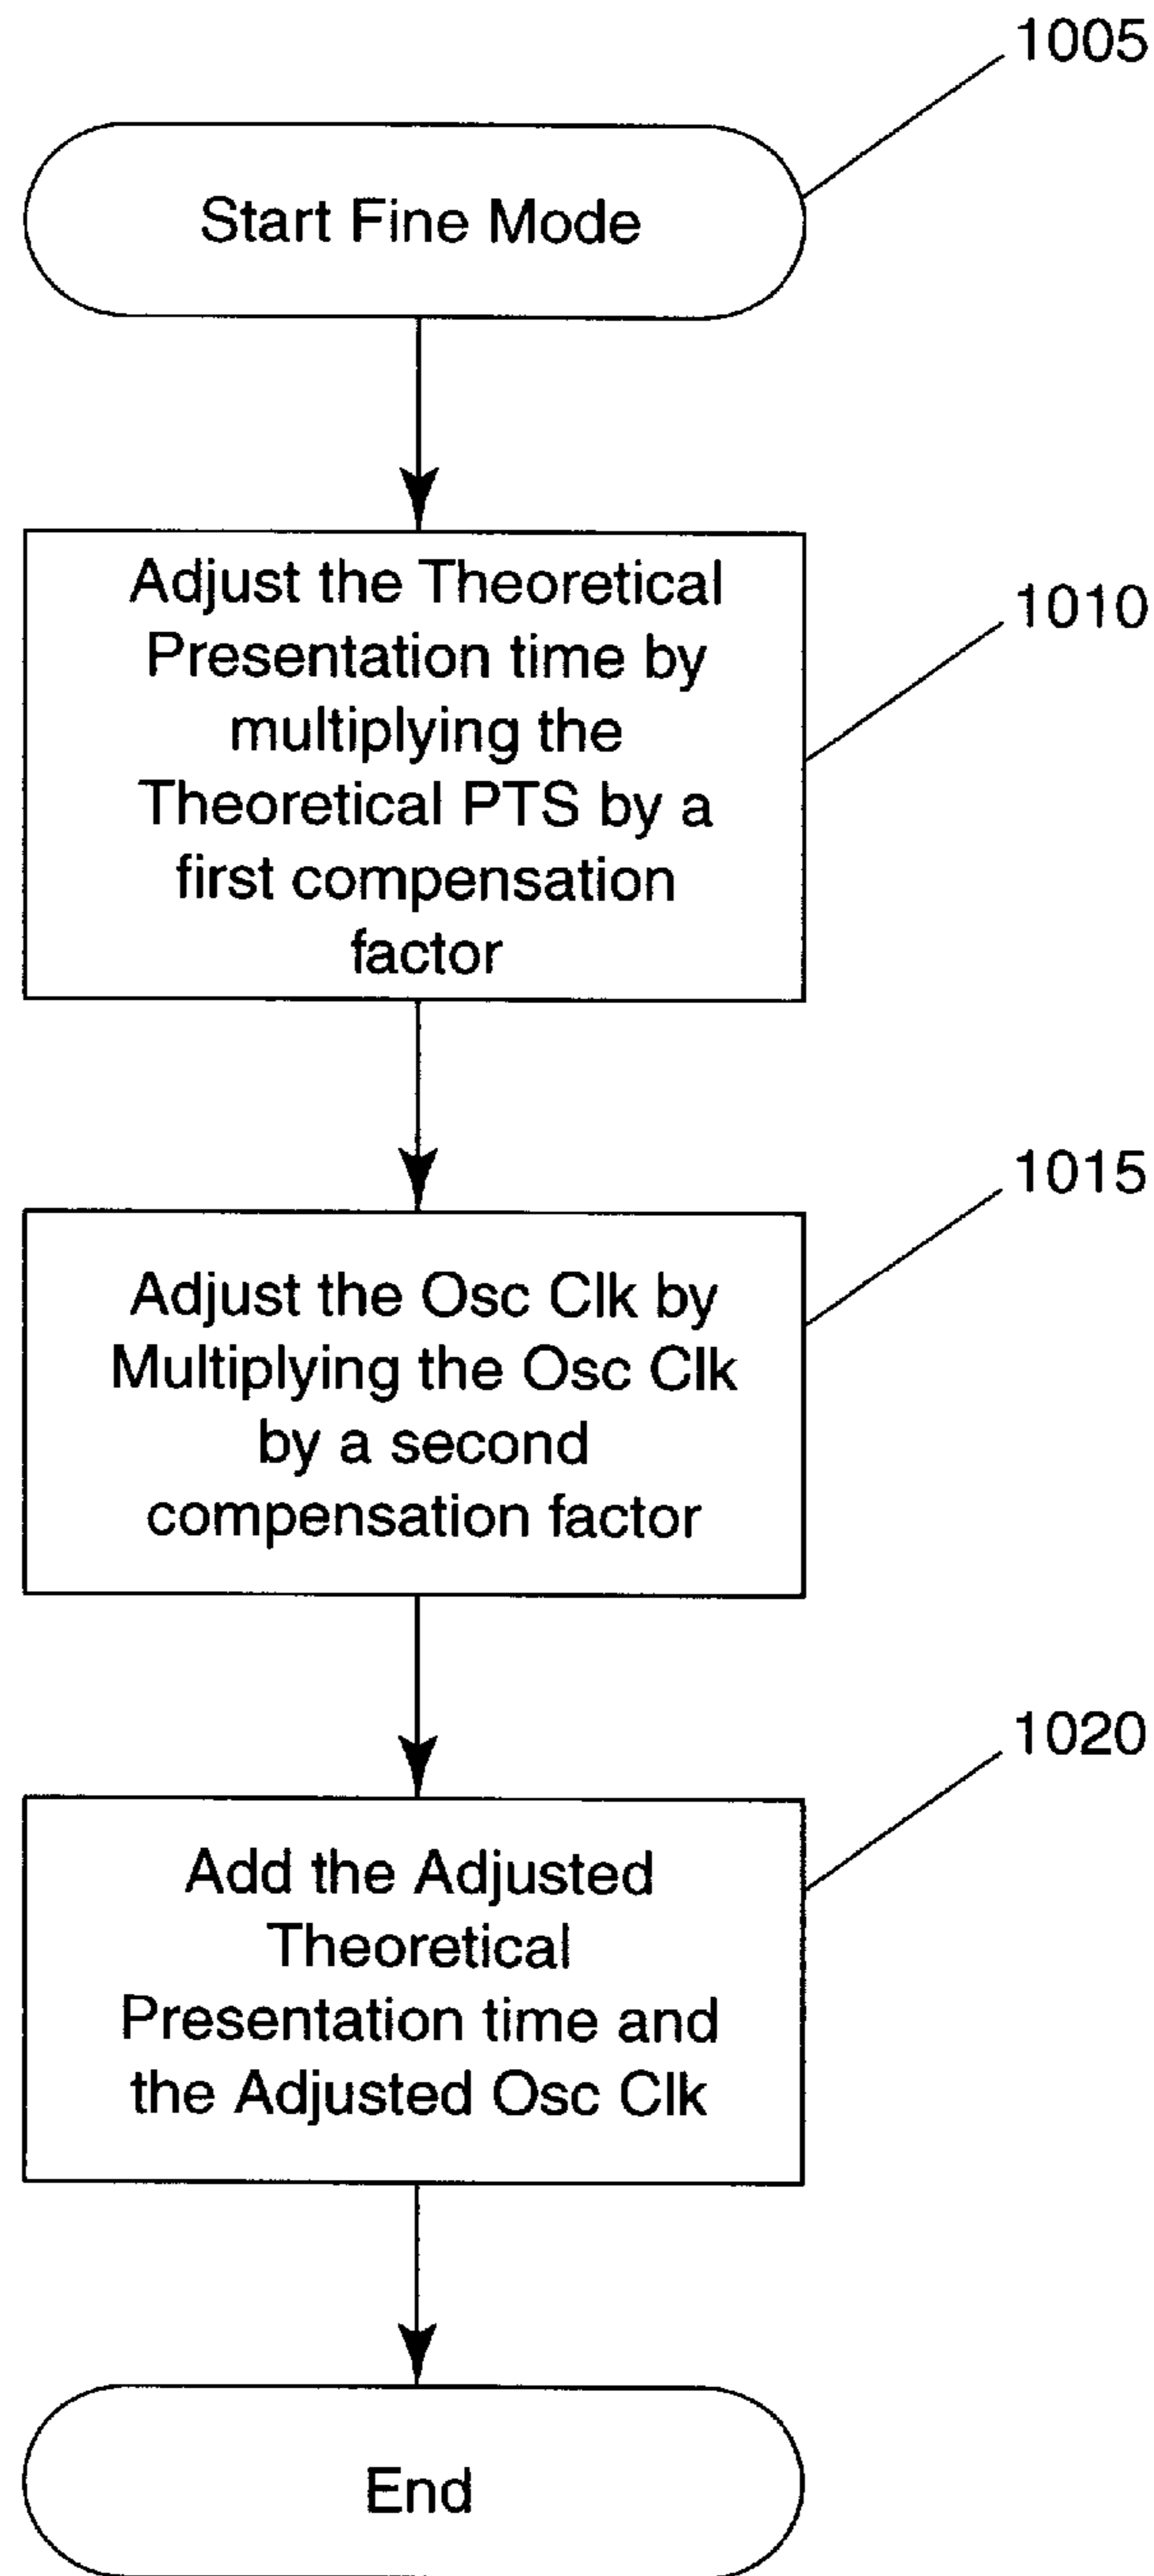 1005
Start Fine Mode
Adjust the Theoretical
Presentation time by
multiplying the
Theoretical PTS by a
first compensation
factor
1010
Adjust the Osc Clk by
Multiplying the Osc Clk
by a second
compensation factor
1015
Add the Adjusted
Theoretical
Presentation time and
the Adjusted Osc Clk
1020
End